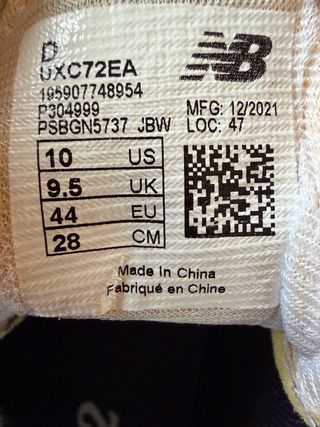 D
UXC72EA
195907748954
P304999
PSBGN5737 JBW
MFG: 12/2021
LOC: 47
10 US
9.5 UK
44 EU
28 CM
NB
Made In China
Fabriqué en Chine